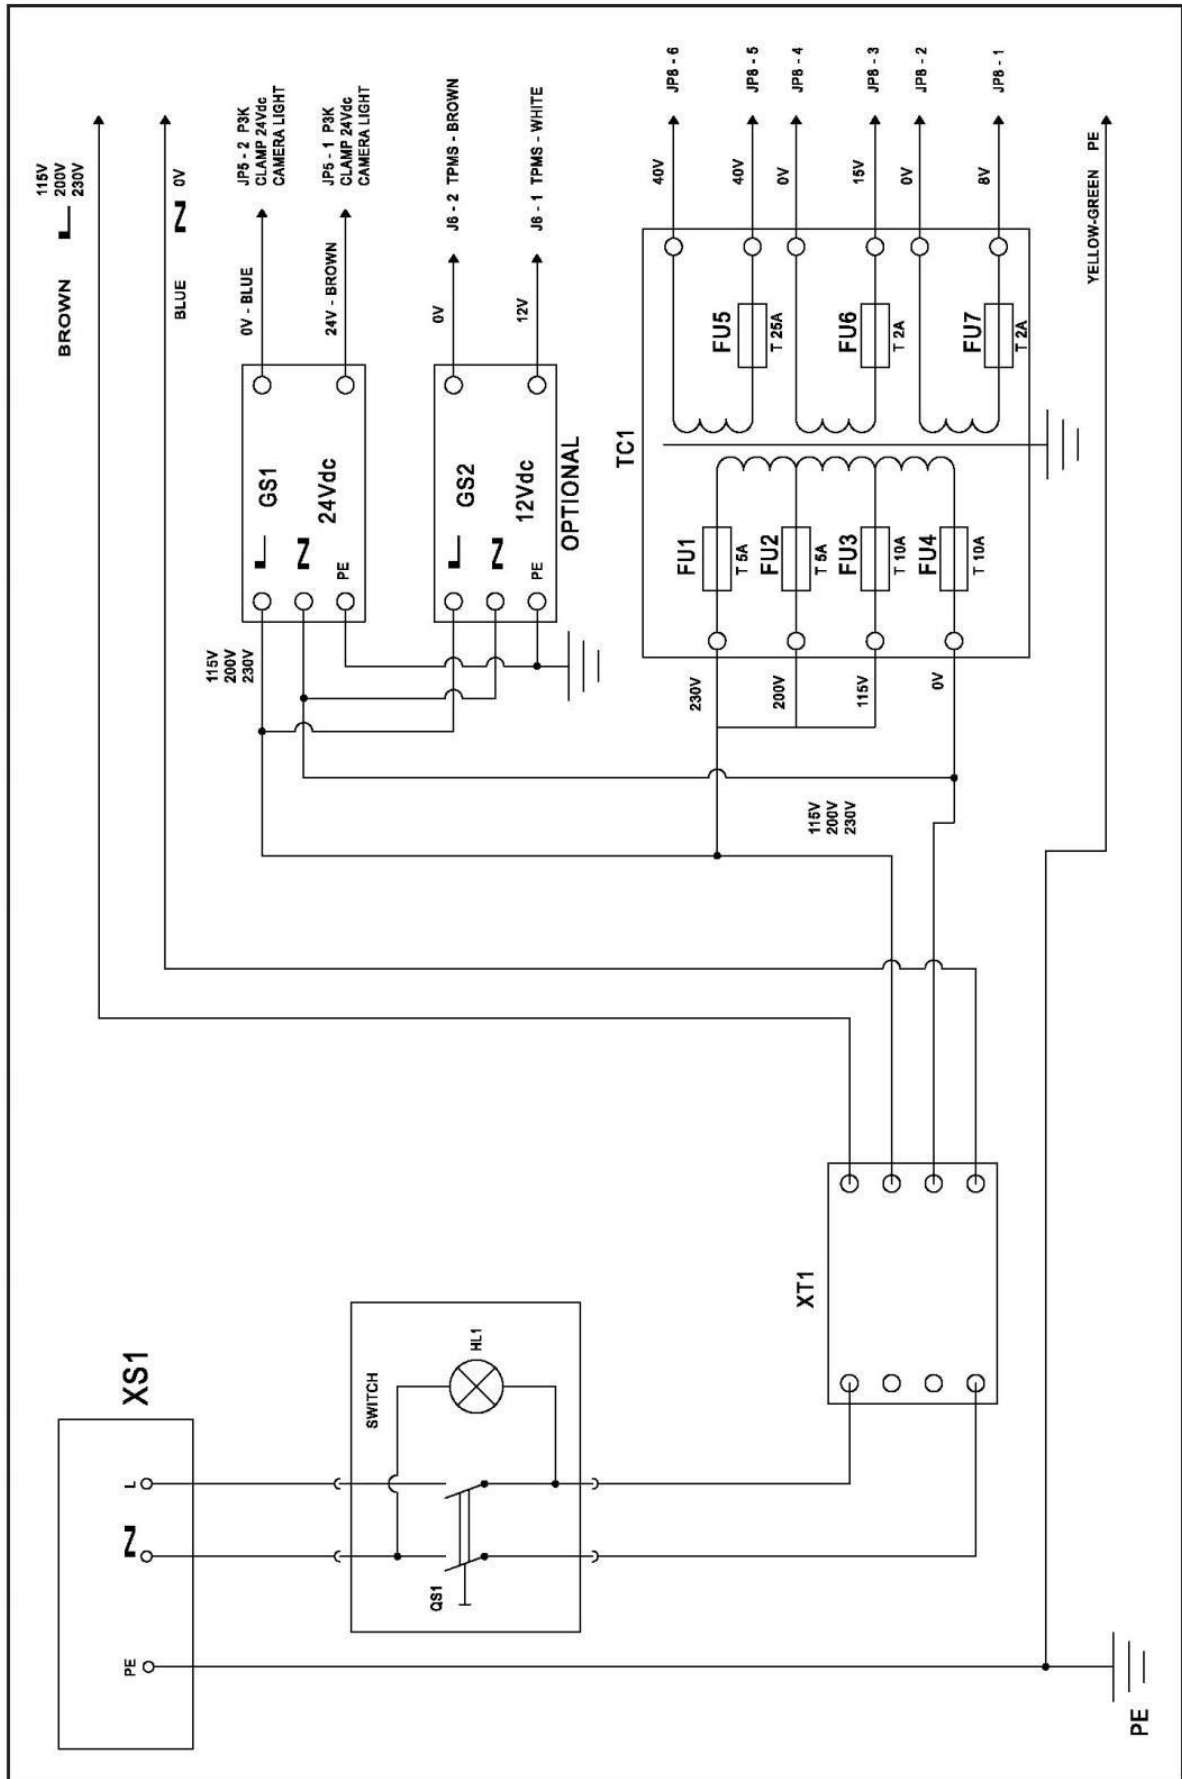 XS1
PE
N
L
SWITCH
QS1
HL1
XT1
PE
BROWN
L
115V
200V
230V
BLUE
N
0V
115V
200V
230V
L
N
PE
GS1
24Vdc
0V - BLUE
JP5 - 2 P3K
CLAMP 24Vdc
CAMERA LIGHT
24V - BROWN
JP5 - 1 P3K
CLAMP 24Vdc
CAMERA LIGHT
L
N
PE
GS2
12Vdc
OPTIONAL
0V
J6 - 2 TPMS - BROWN
12V
J6 - 1 TPMS - WHITE
TC1
230V
200V
115V
0V
115V
200V
230V
FU1
T 5A
FU2
T 5A
FU3
T 10A
FU4
T 10A
FU5
T 25A
FU6
T 2A
FU7
T 2A
40V
JP8 - 6
40V
JP8 - 5
0V
JP8 - 4
15V
JP8 - 3
0V
JP8 - 2
8V
JP8 - 1
YELLOW-GREEN PE